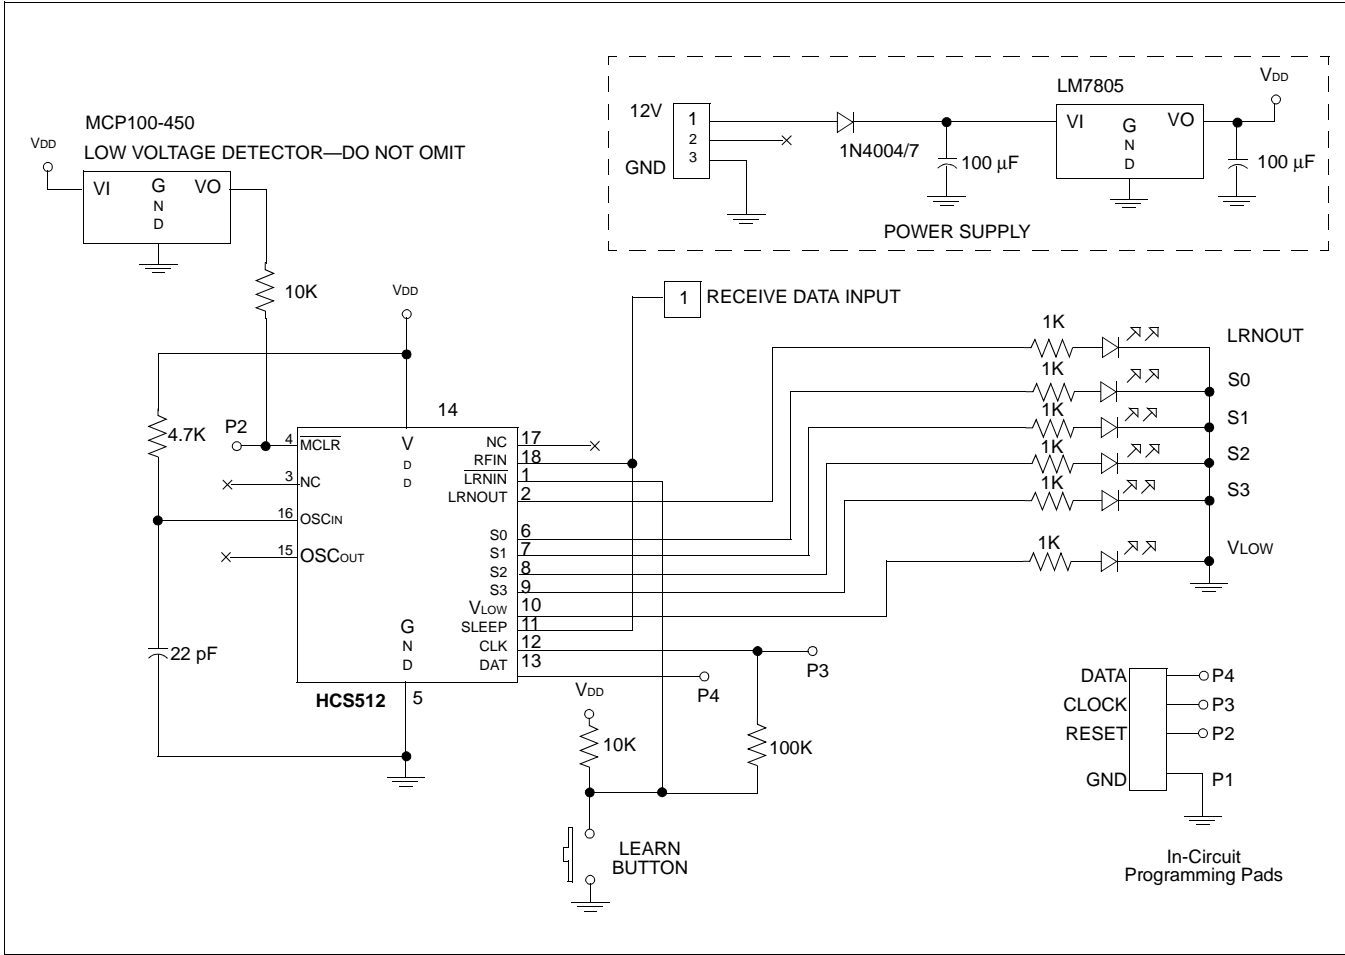 MCP100-450
LOW VOLTAGE DETECTOR—DO NOT OMIT
VDD
VI
G
N
D
VO
10K
VDD
12V
GND
1
2
3
1N4004/7
100 µF
LM7805
VI
G
N
D
VO
VDD
100 µF
POWER SUPPLY
1
RECEIVE DATA INPUT
4.7K
P2
22 pF
14
4
MCLR
3
NC
16
OSCIN
15
OSCOUT
V
D
D
G
N
D
HCS512
5
NC
17
RFIN
18
LRNIN
1
LRNOUT
2
S0
6
S1
7
S2
8
S3
9
VLOW
10
SLEEP
11
CLK
12
DAT
13
1K
LRNOUT
1K
S0
1K
S1
1K
S2
1K
S3
1K
VLOW
P3
P4
VDD
10K
100K
LEARN
BUTTON
DATA
P4
CLOCK
P3
RESET
P2
GND
P1
In-Circuit
Programming Pads